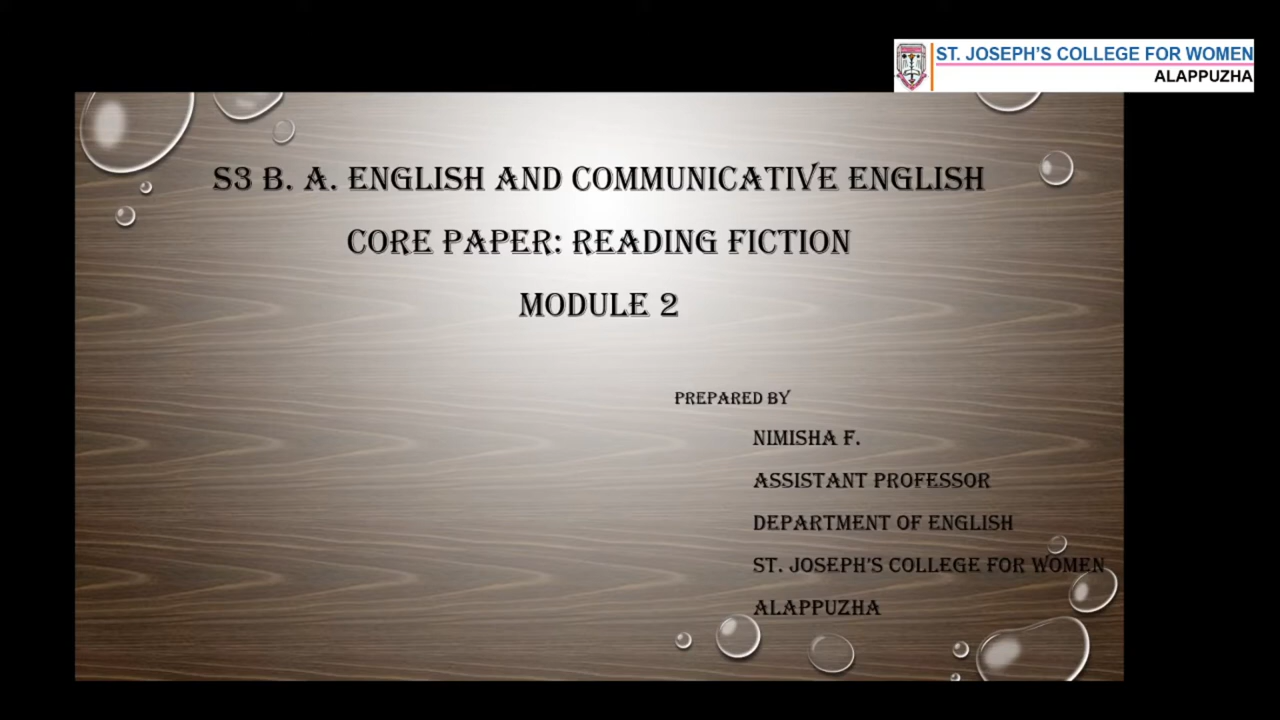 ST. JOSEPH'S COLLEGE FOR WOMEN
ALAPPUZHA
S3 B. A. ENGLISH AND COMMUNICATIVE ENGLISH
CORE PAPER: READING FICTION
MODULE 2
PREPARED BY
NIMISHA F.
ASSISTANT PROFESSOR
DEPARTMENT OF ENGLISH
ST. JOSEPH'S COLLEGE FOR WOMEN
ALAPPUZHA